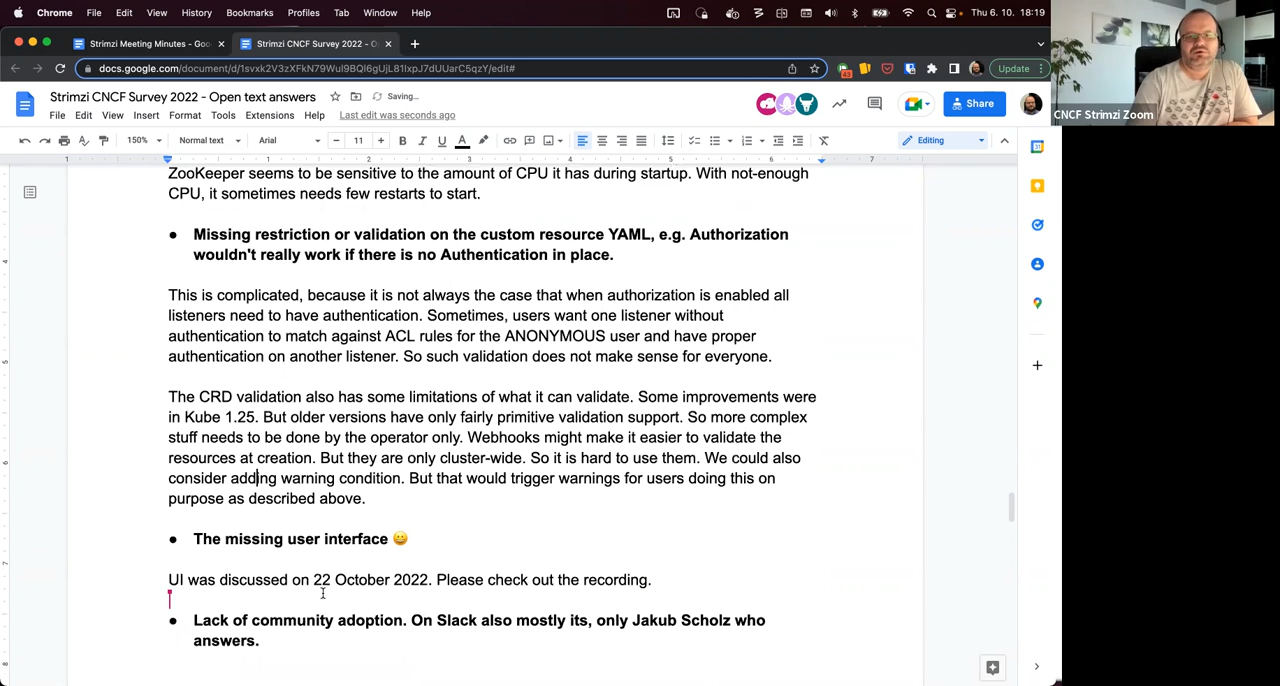 Chrome File Edit View History Bookmarks Profiles Tab Window Help Thu 6. 10. 18:19
Strimzi Meeting Minutes - Goo Strimzi CNCF Survey 2022 - O
docs.google.com/document/d/1svxk2V3zXFkN79Wul9BQl6gUjL81lxpJ7dUUarC5qzY/edit# 43 Update
CNCF Strimzi Zoom
Strimzi CNCF Survey 2022 - Open text answers Saving...
File Edit View Insert Format Tools Extensions Help Last edit was seconds ago Share
150% Normal text Arial 11 B I U A Editing
1 1 2 3 4 5 6 7
ZooKeeper seems to be sensitive to the amount of CPU it has during startup. With not-enough
CPU, it sometimes needs few restarts to start.
● Missing restriction or validation on the custom resource YAML, e.g. Authorization
wouldn't really work if there is no Authentication in place.
This is complicated, because it is not always the case that when authorization is enabled all
listeners need to have authentication. Sometimes, users want one listener without
authentication to match against ACL rules for the ANONYMOUS user and have proper
authentication on another listener. So such validation does not make sense for everyone.
The CRD validation also has some limitations of what it can validate. Some improvements were
in Kube 1.25. But older versions have only fairly primitive validation support. So more complex
stuff needs to be done by the operator only. Webhooks might make it easier to validate the
resources at creation. But they are only cluster-wide. So it is hard to use them. We could also
consider adding warning condition. But that would trigger warnings for users doing this on
purpose as described above.
● The missing user interface 😀
UI was discussed on 22 October 2022. Please check out the recording.
● Lack of community adoption. On Slack also mostly its, only Jakub Scholz who
answers.